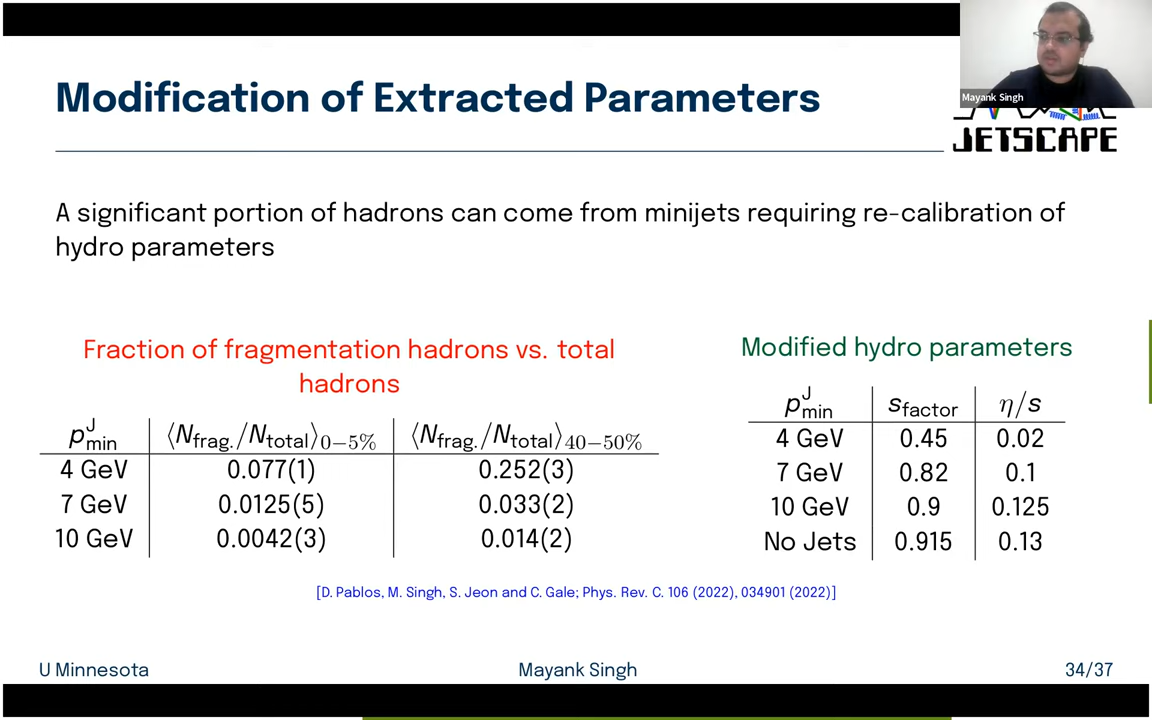 Modification of Extracted Parameters
Mayank Singh
JETSCAPE
A significant portion of hadrons can come from minijets requiring re-calibration of
hydro parameters
Fraction of fragmentation hadrons vs. total
hadrons
p^J_min ⟨N_frag./N_total⟩_0−5% ⟨N_frag./N_total⟩_40−50%
4 GeV 0.077(1) 0.252(3)
7 GeV 0.0125(5) 0.033(2)
10 GeV 0.0042(3) 0.014(2)
Modified hydro parameters
p^J_min s_factor η/s
4 GeV 0.45 0.02
7 GeV 0.82 0.1
10 GeV 0.9 0.125
No Jets 0.915 0.13
[D. Pablos, M. Singh, S. Jeon and C. Gale; Phys. Rev. C. 106 (2022), 034901 (2022)]
U Minnesota
Mayank Singh
34/37